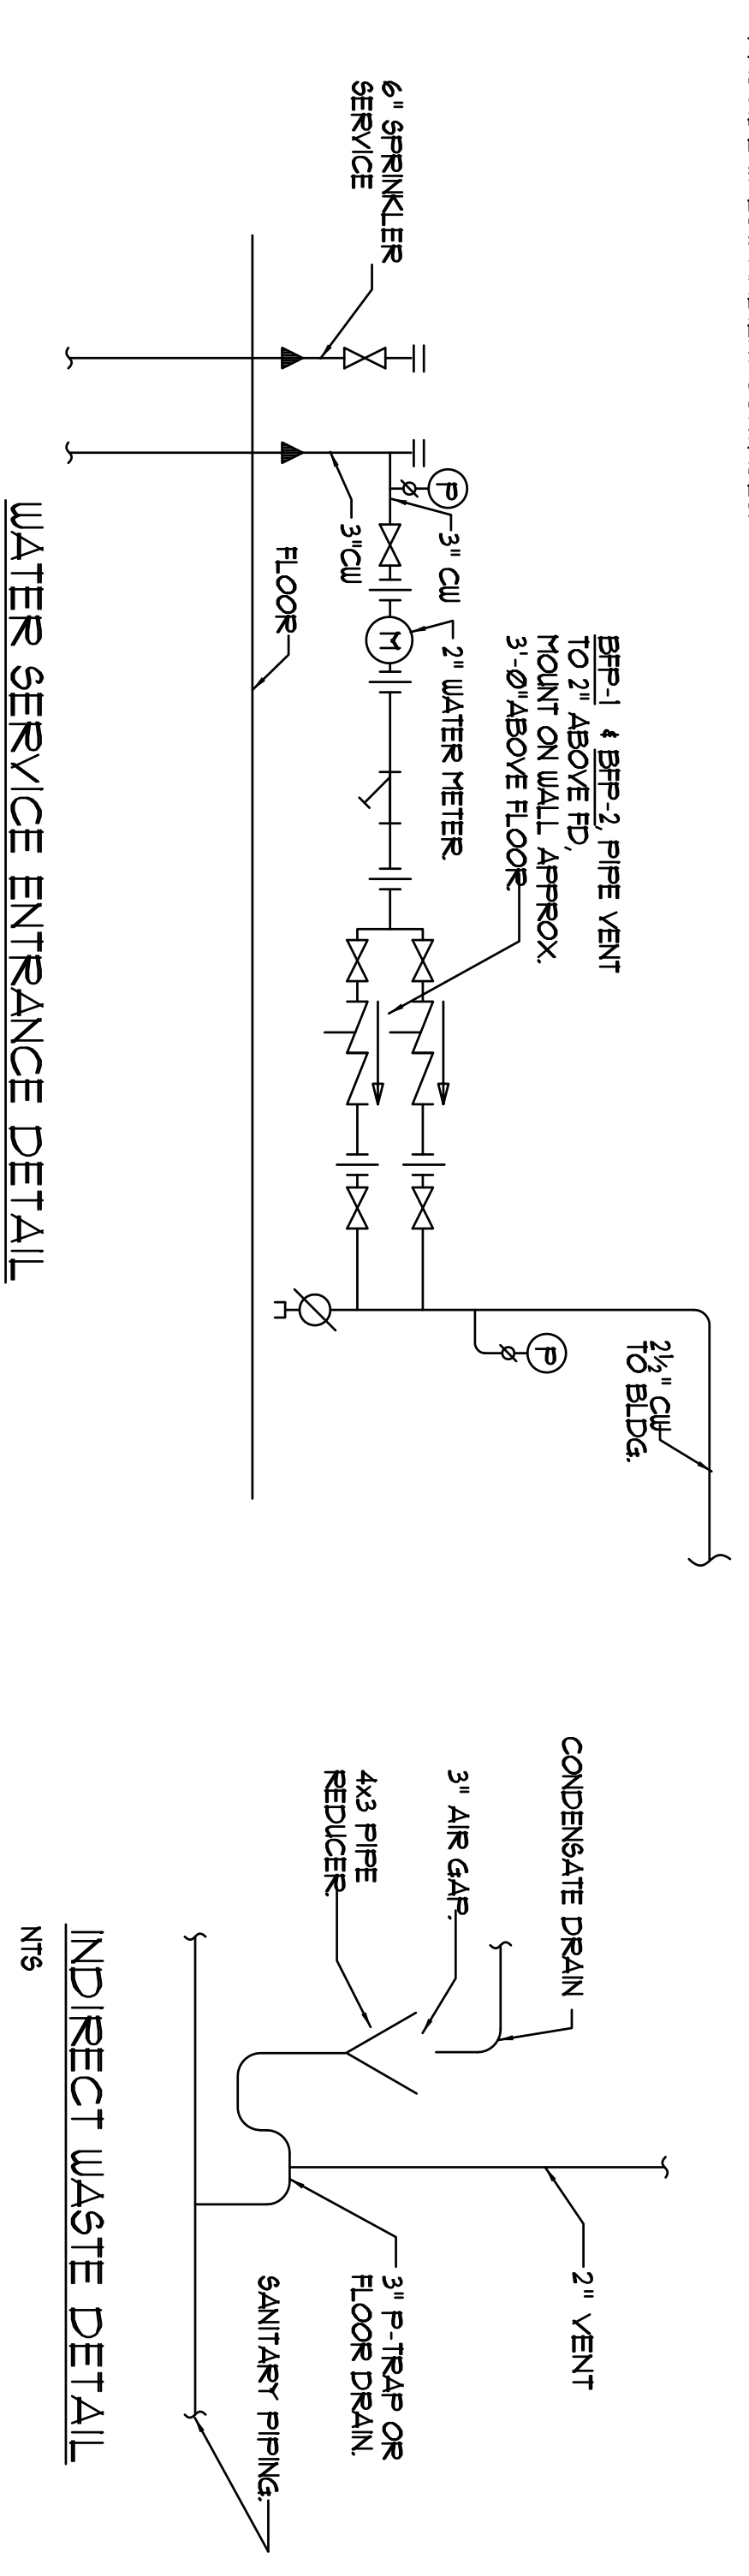 6" SPRINKLER
SERVICE
P
3" CW
3"CW
FLOOR
M
2" WATER METER.
BFP-1 & BFP-2, PIPE VENT
TO 2" ABOVE FD,
MOUNT ON WALL APPROX.
3'-0" ABOVE FLOOR.
P
2½" CW
TO BLDG.
WATER SERVICE ENTRANCE DETAIL
CONDENSATE DRAIN
3" AIR GAP.
4x3 PIPE
REDUCER.
2" VENT
3" P-TRAP OR
FLOOR DRAIN.
SANITARY PIPING.
INDIRECT WASTE DETAIL
NTS